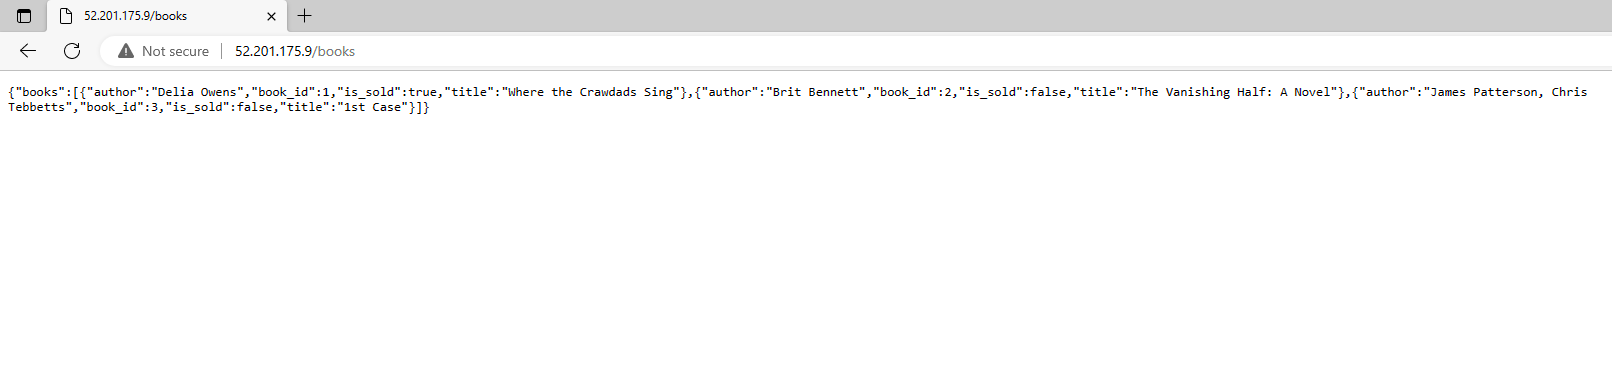 52.201.175.9/books
Not secure
52.201.175.9/books
{"books":[{"author":"Delia Owens","book_id":1,"is_sold":true,"title":"Where the Crawdads Sing"},{"author":"Brit Bennett","book_id":2,"is_sold":false,"title":"The Vanishing Half: A Novel"},{"author":"James Patterson, Chris
Tebbetts","book_id":3,"is_sold":false,"title":"1st Case"}]}